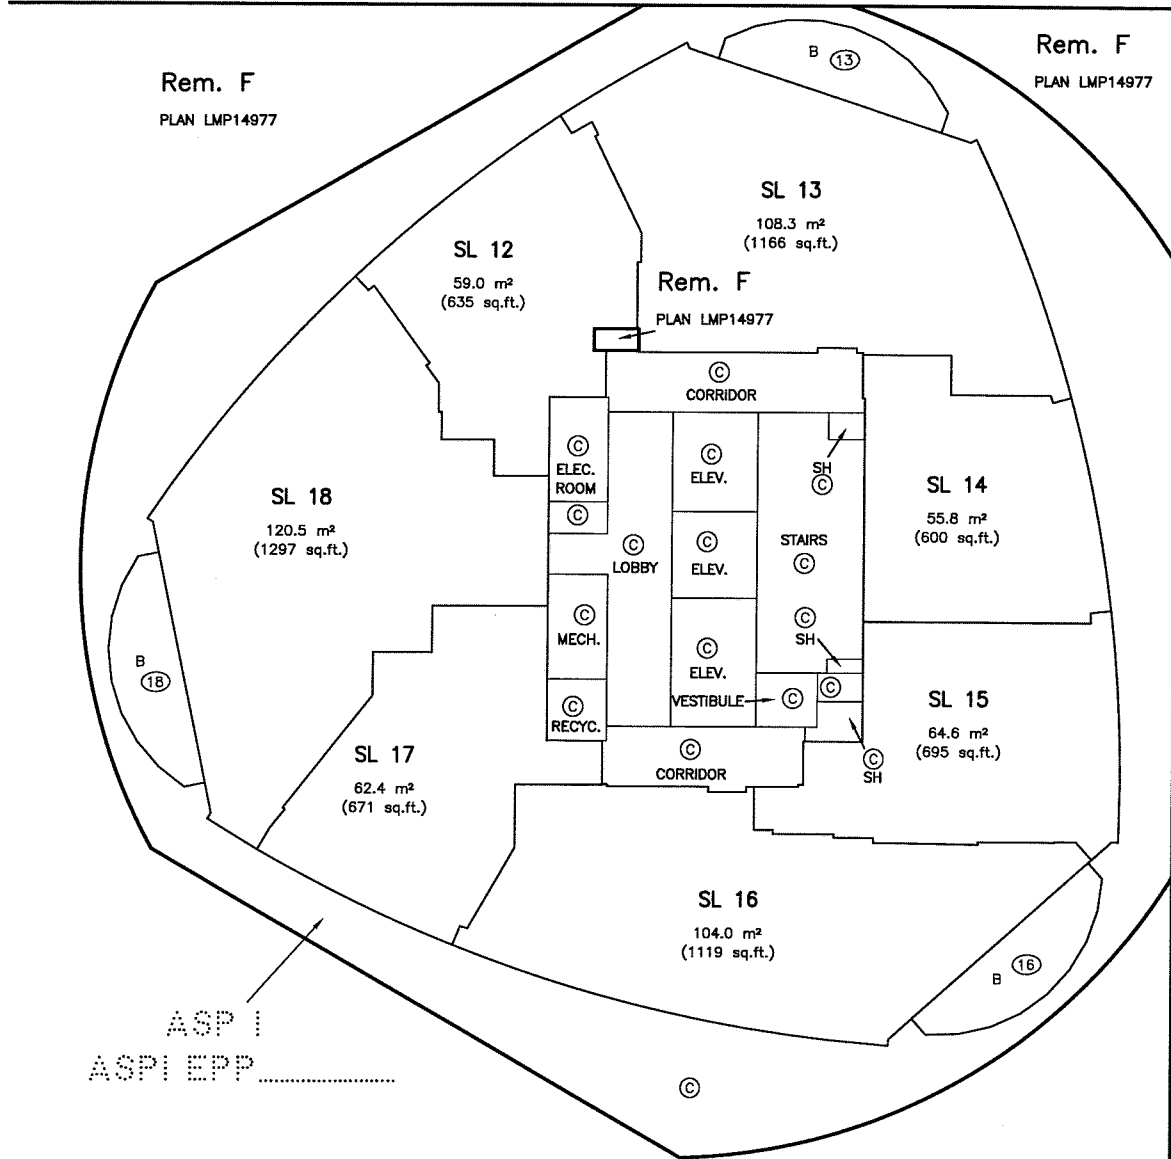 Rem. F
PLAN LMP14977
B 13
Rem. F
PLAN LMP14977
SL 13
108.3 m²
(1166 sq.ft.)
SL 12
59.0 m²
(635 sq.ft.)
Rem. F
PLAN LMP14977
C
CORRIDOR
C
ELEC.
ROOM
C
C
ELEV.
SH
C
SL 18
120.5 m²
(1297 sq.ft.)
SL 14
55.8 m²
(600 sq.ft.)
C
LOBBY
C
ELEV.
STAIRS
C
C
MECH.
C
ELEV.
C
SH
B
18
C
RECYC.
VESTIBULE
C
C
SL 15
64.6 m²
(695 sq.ft.)
SL 17
62.4 m²
(671 sq.ft.)
C
CORRIDOR
C
SH
SL 16
104.0 m²
(1119 sq.ft.)
B 16
ASP 1
ASP1 EPP
C